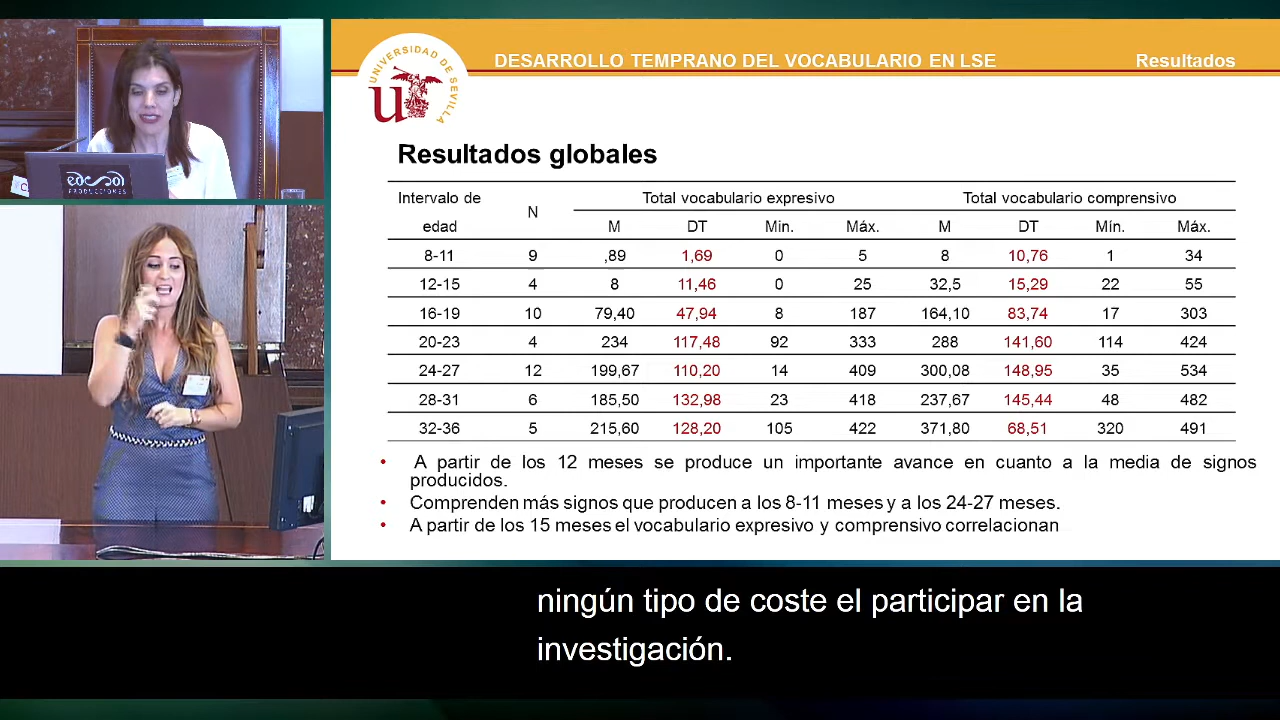 UNIVERSIDAD DE SEVILLA
DESARROLLO TEMPRANO DEL VOCABULARIO EN LSE
Resultados
Resultados globales
Intervalo de edad N Total vocabulario expresivo Total vocabulario comprensivo
M DT Min. Máx. M DT Mín. Máx.
8-11 9 ,89 1,69 0 5 8 10,76 1 34
12-15 4 8 11,46 0 25 32,5 15,29 22 55
16-19 10 79,40 47,94 8 187 164,10 83,74 17 303
20-23 4 234 117,48 92 333 288 141,60 114 424
24-27 12 199,67 110,20 14 409 300,08 148,95 35 534
28-31 6 185,50 132,98 23 418 237,67 145,44 48 482
32-36 5 215,60 128,20 105 422 371,80 68,51 320 491
• A partir de los 12 meses se produce un importante avance en cuanto a la media de signos
producidos.
• Comprenden más signos que producen a los 8-11 meses y a los 24-27 meses.
• A partir de los 15 meses el vocabulario expresivo y comprensivo correlacionan
PRODUCCIONES
ningún tipo de coste el participar en la
investigación.